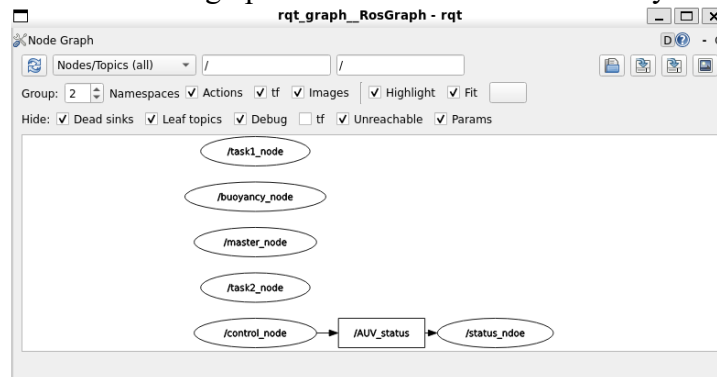 rqt_graph__RosGraph - rqt
Node Graph
D
-
Nodes/Topics (all) / /
Group: 2 Namespaces Actions tf Images Highlight Fit
Hide: Dead sinks Leaf topics Debug tf Unreachable Params
/task1_node
/buoyancy_node
/master_node
/task2_node
/control_node /AUV_status /status_ndoe